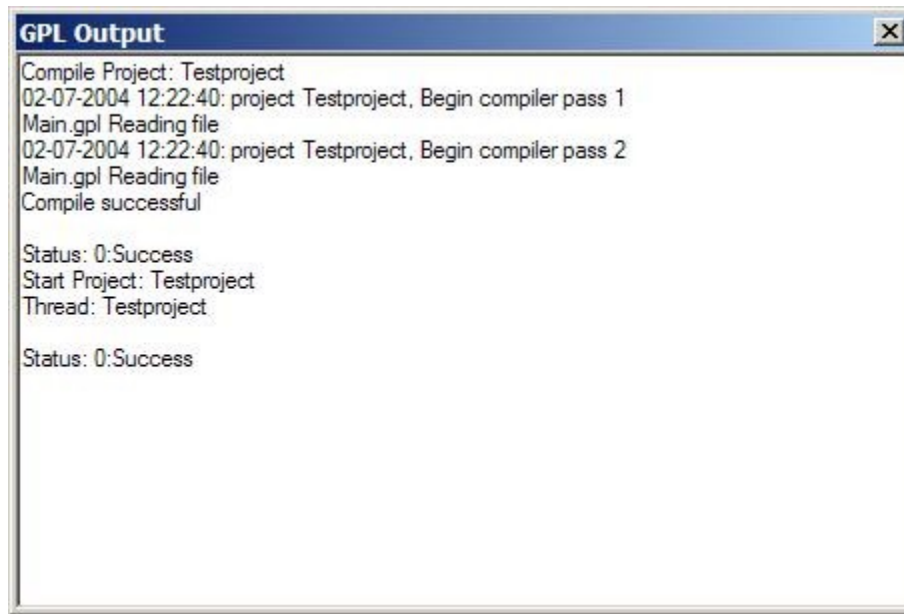 GPL Output
Compile Project: Testproject
02-07-2004 12:22:40: project Testproject, Begin compiler pass 1
Main.gpl Reading file
02-07-2004 12:22:40: project Testproject, Begin compiler pass 2
Main.gpl Reading file
Compile successful
Status: 0:Success
Start Project: Testproject
Thread: Testproject
Status: 0:Success